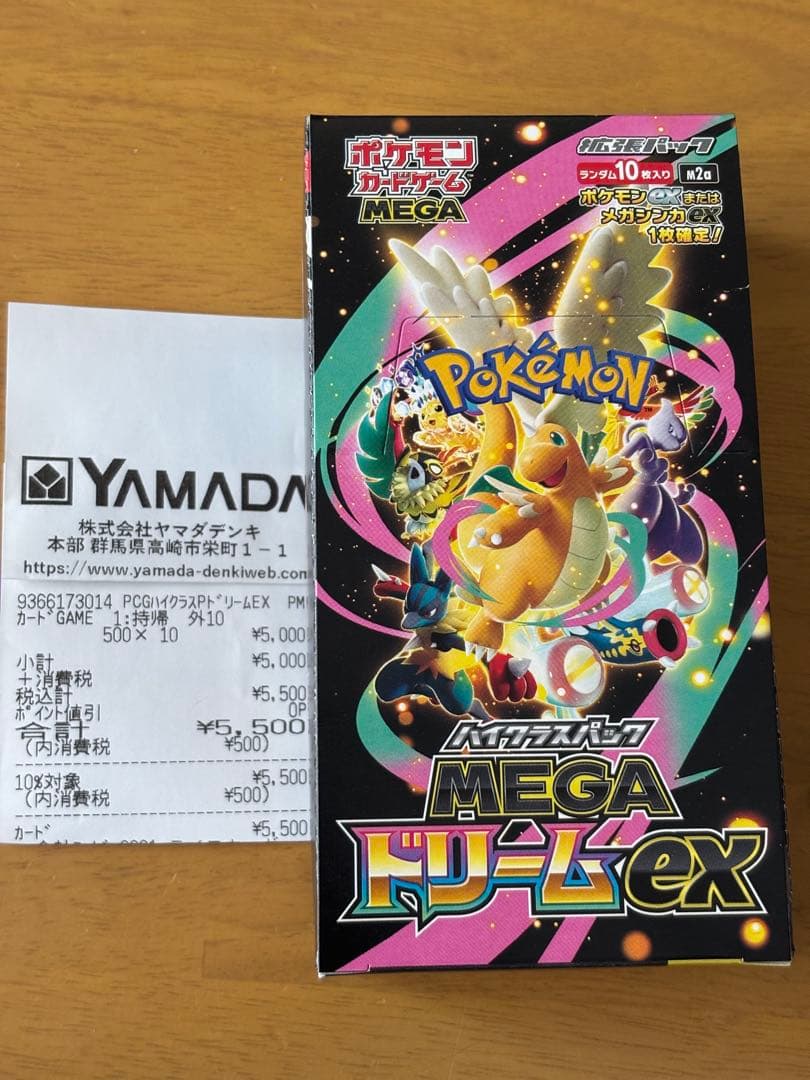 YAMADA
株式会社ヤマダデンキ
本部 群馬県高崎市栄町1-1
https://www.yamada-denkiweb.com
9366173014 PCGハイクラスPドリームEX PM
カードGAME 1:持帰 外10
500× 10 ¥5,000
小計 ¥5,000
+消費税
税込計 ¥5,500
ポイント値引 0P
合計 ¥5,500
(内消費税 ¥500)
10%対象 ¥5,500
(内消費税 ¥500)
カード ¥5,500
ポケモン
カードゲーム
MEGA
拡張パック
ランダム10枚入り M2a
ポケモンexまたは
メガシンカex
1枚確定!
POKéMON
TM
ハイクラスパック
MEGA
ドリームex